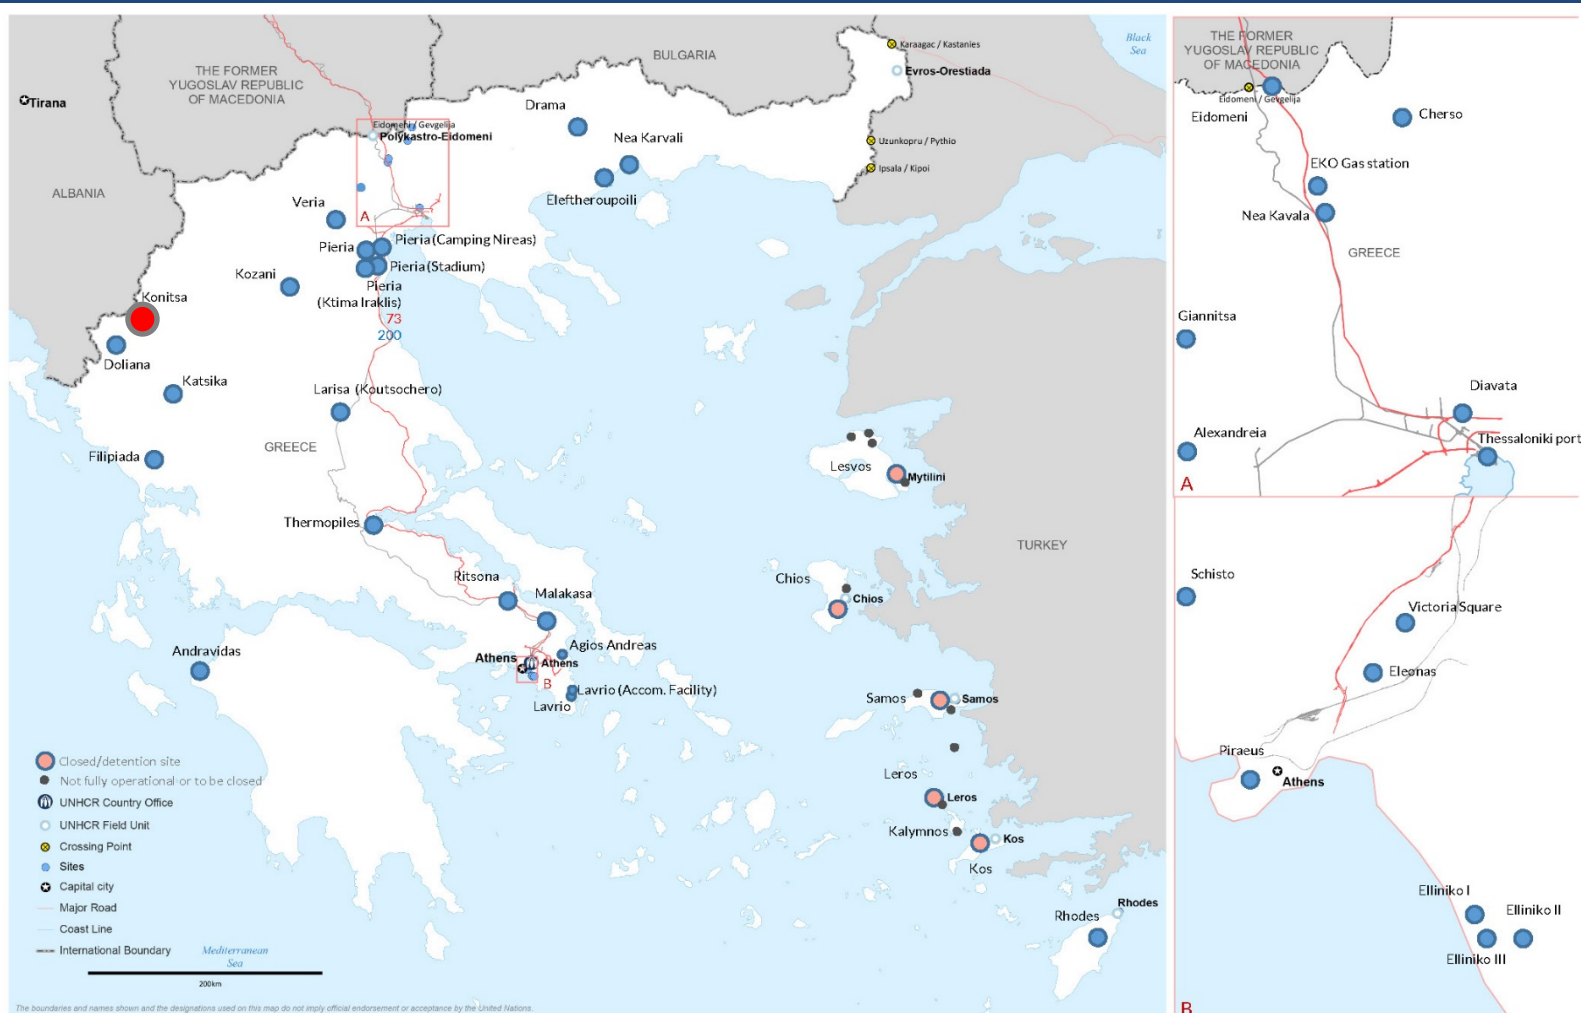 BULGARIA
Black
Sea
Karaagac / Kastanies
Evros-Orestiada
THE FORMER
YUGOSLAV REPUBLIC
OF MACEDONIA
Tirana
Drama
Eidomeni / Gevgelija
Polykastro-Eidomeni
Nea Karvali
Uzunkopru / Pythio
Ipsala / Kipoi
ALBANIA
Eleftheroupoili
Veria
A
Pieria
Pieria (Camping Nireas)
Pieria (Stadium)
Kozani
Pieria
(Ktima Iraklis)
Konitsa
73
200
Doliana
Katsika
Larisa (Koutsochero)
GREECE
Filipiada
Lesvos
Mytilini
Thermopiles
TURKEY
Ritsona
Malakasa
Chios
Chios
Agios Andreas
Andravidas
Athens
Athens
B
Lavrio (Accom. Facility)
Lavrio
Samos
Samos
Leros
Leros
Kalymnos
Kos
Kos
Rhodes
Rhodes
Closed/detention site
Not fully operational or to be closed
UNHCR Country Office
UNHCR Field Unit
Crossing Point
Sites
Capital city
Major Road
Coast Line
International Boundary
Mediterranean
Sea
200km
The boundaries and names shown and the designations used on this map do not imply official endorsement or acceptance by the United Nations.
THE FORMER
YUGOSLAV REPUBLIC
OF MACEDONIA
Eidomeni / Gevgelija
Eidomeni
Cherso
EKO Gas station
Nea Kavala
GREECE
Giannitsa
Diavata
Alexandreia
Thessaloniki port
A
Schisto
Victoria Square
Eleonas
Piraeus
Athens
Elliniko I
Elliniko II
Elliniko III
B